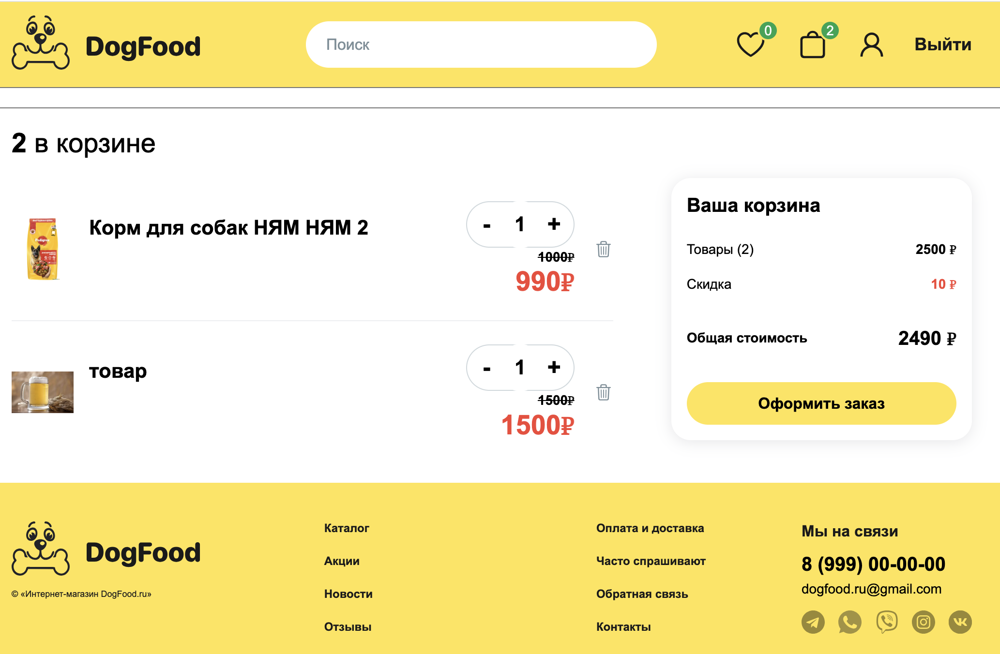 DogFood
Поиск
0
2
Выйти
2 в корзине
Корм для собак НЯМ НЯМ 2
- 1 +
1000₽
990₽
товар
- 1 +
1500₽
1500₽
Ваша корзина
Товары (2) 2500 ₽
Скидка 10 ₽
Общая стоимость 2490 ₽
Оформить заказ
DogFood
© «Интернет-магазин DogFood.ru»
Каталог
Акции
Новости
Отзывы
Оплата и доставка
Часто спрашивают
Обратная связь
Контакты
Мы на связи
8 (999) 00-00-00
dogfood.ru@gmail.com